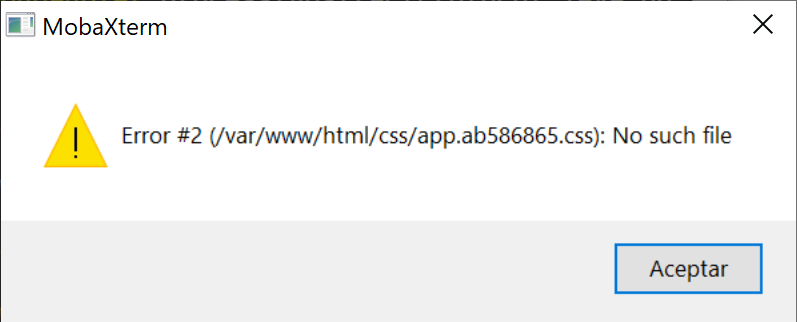 MobaXterm
Error #2 (/var/www/html/css/app.ab586865.css): No such file
Aceptar